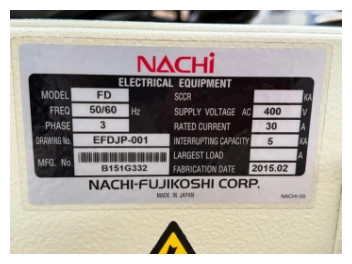 NACHi
ELECTRICAL EQUIPMENT
MODEL FD SCCR KA
FREQ 50/60 Hz SUPPLY VOLTAGE AC 400 V
PHASE 3 RATED CURRENT 30 A
DRAWING No. EFDJP-001 INTERRUPTING CAPACITY 5 KA
LARGEST LOAD A
MFG. No. B151G332 FABRICATION DATE 2015.02
NACHI-FUJIKOSHI CORP.
MADE IN JAPAN NACHI-03